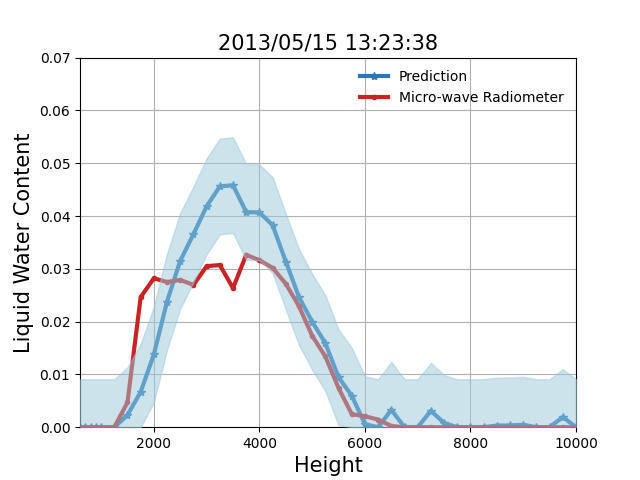 2013/05/15 13:23:38
Prediction
Micro-wave Radiometer
Liquid Water Content
0.07
0.06
0.05
0.04
0.03
0.02
0.01
0.00
2000 4000 6000 8000 10000
Height